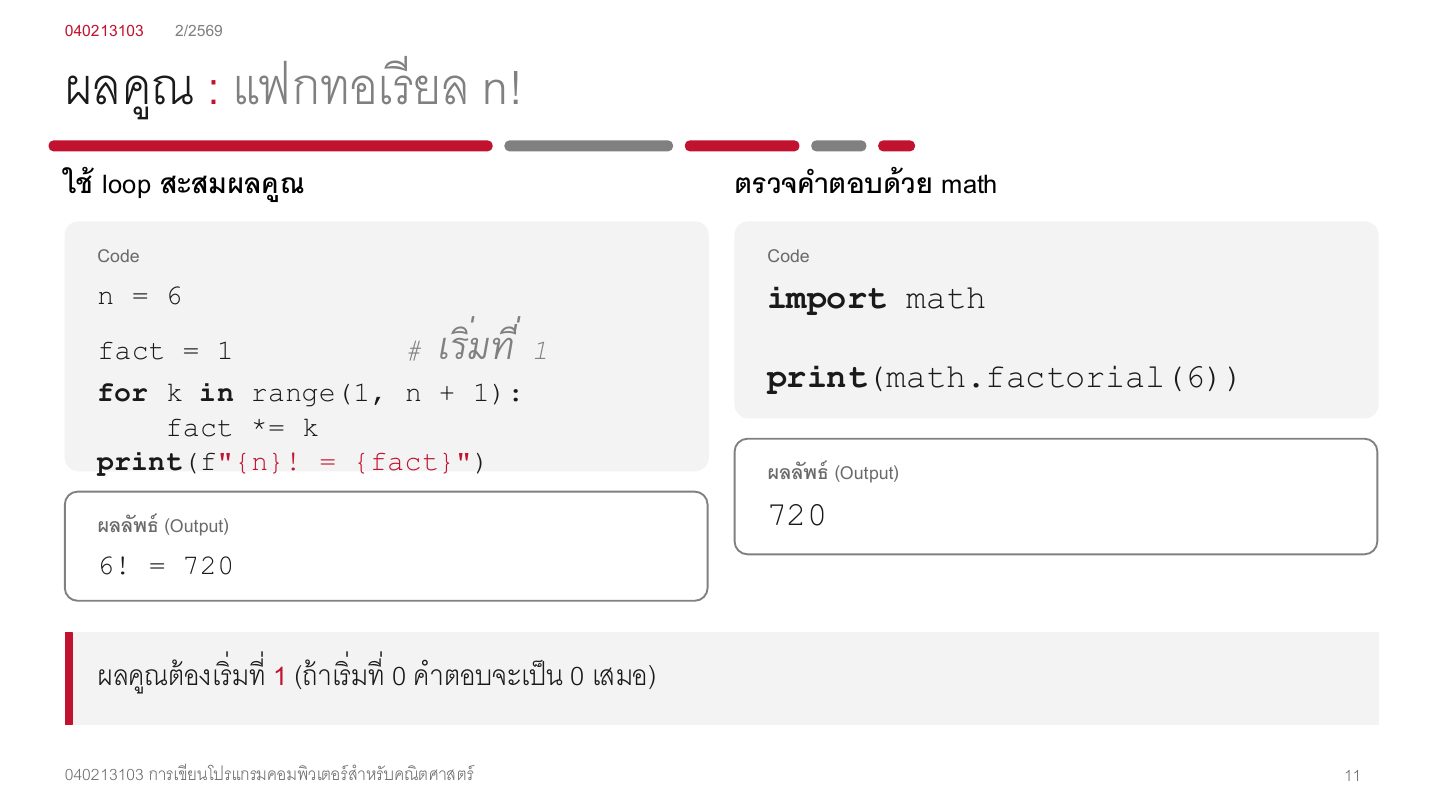 040213103 2/2569
ผลคูณ : แฟกทอเรียล n!
ใช้ loop สะสมผลคูณ
Code
n = 6
fact = 1 # เริ่มที่ 1
for k in range(1, n + 1):
    fact *= k
print(f"{n}! = {fact}")
ผลลัพธ์ (Output)
6! = 720
ตรวจคำตอบด้วย math
Code
import math
print(math.factorial(6))
ผลลัพธ์ (Output)
720
ผลคูณต้องเริ่มที่ 1 (ถ้าเริ่มที่ 0 คำตอบจะเป็น 0 เสมอ)
040213103 การเขียนโปรแกรมคอมพิวเตอร์สำหรับคณิตศาสตร์ 11